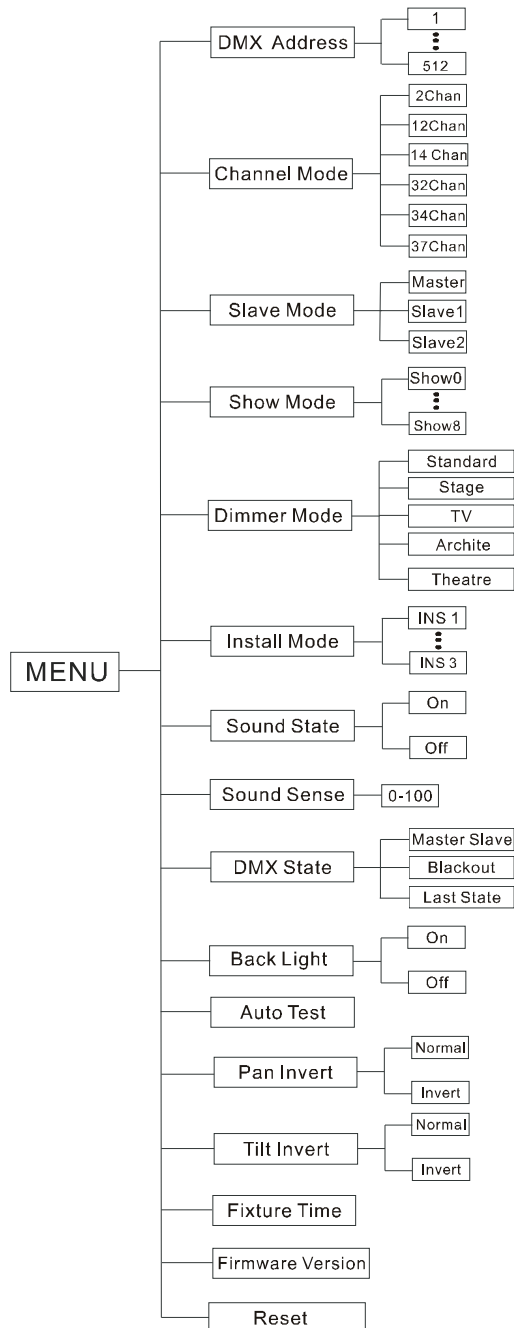 MENU
DMX Address
1
512
Channel Mode
2Chan
12Chan
14 Chan
32Chan
34Chan
37Chan
Slave Mode
Master
Slave1
Slave2
Show Mode
Show0
Show8
Dimmer Mode
Standard
Stage
TV
Archite
Theatre
Install Mode
INS 1
INS 3
Sound State
On
Off
Sound Sense
0-100
DMX State
Master Slave
Blackout
Last State
Back Light
On
Off
Auto Test
Pan Invert
Normal
Invert
Tilt Invert
Normal
Invert
Fixture Time
Firmware Version
Reset